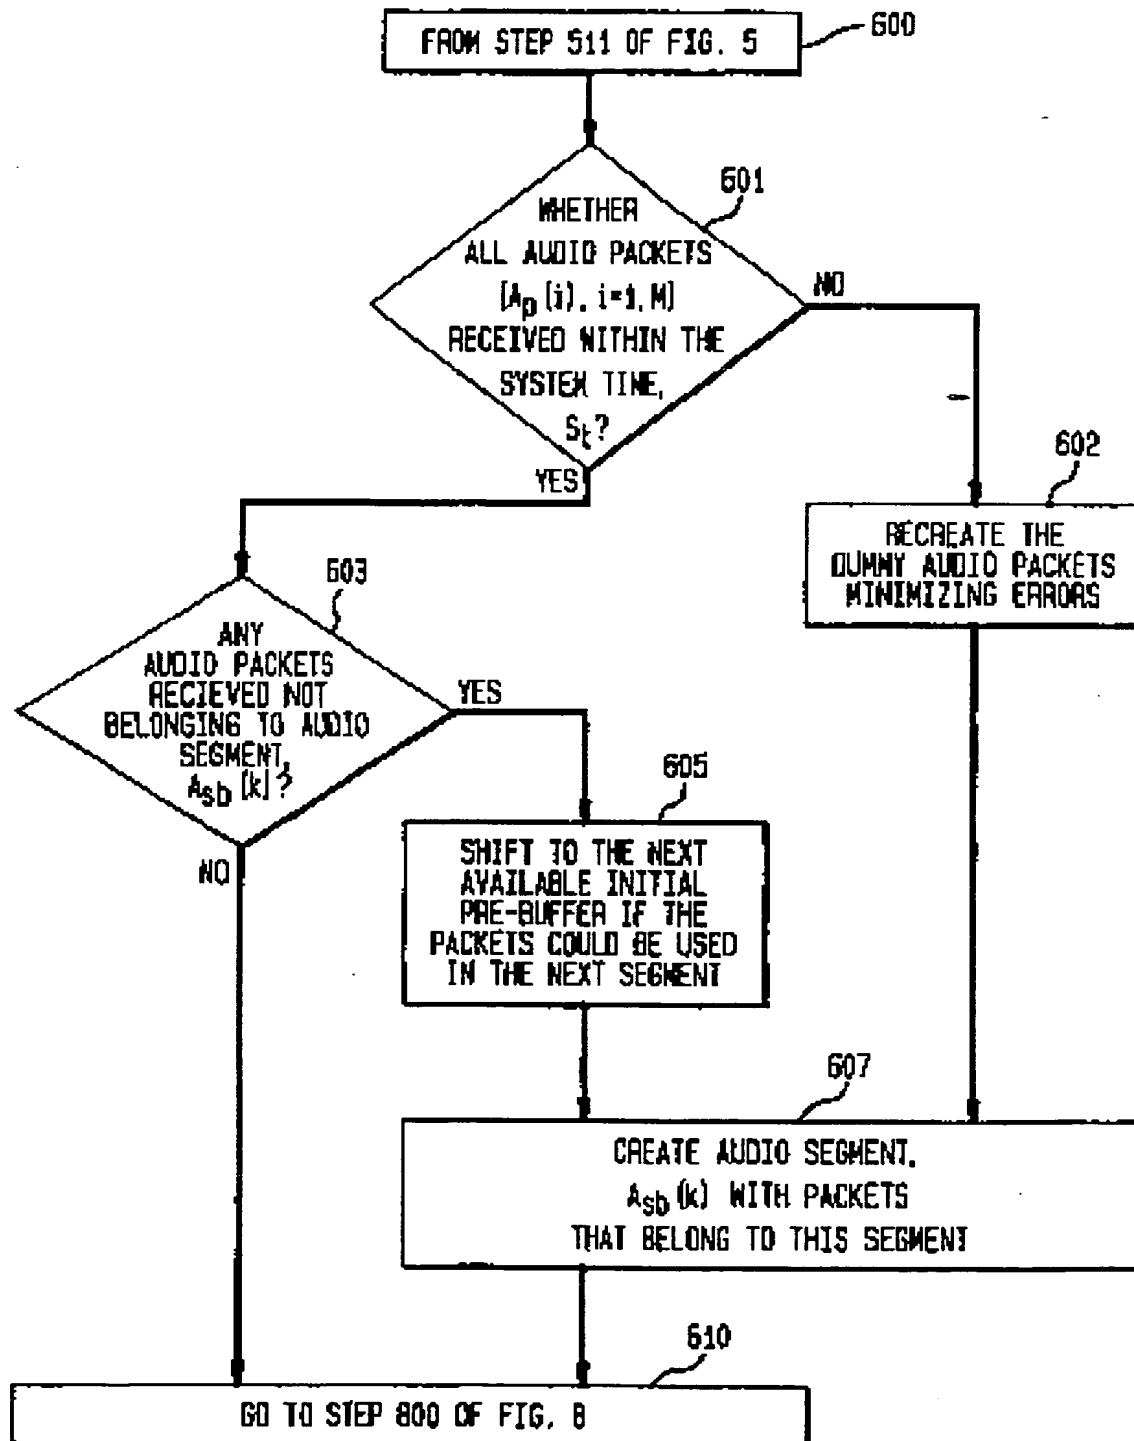 FROM STEP 511 OF FIG. 5
600
601
WHETHER
ALL AUDIO PACKETS
[Ap(i), i=1, M]
RECEIVED WITHIN THE
SYSTEM TIME,
St?
NO
YES
602
RECREATE THE
DUMMY AUDIO PACKETS
MINIMIZING ERRORS
603
ANY
AUDIO PACKETS
RECIEVED NOT
BELONGING TO AUDIO
SEGMENT,
Asb(k)?
YES
NO
605
SHIFT TO THE NEXT
AVAILABLE INITIAL
PRE-BUFFER IF THE
PACKETS COULD BE USED
IN THE NEXT SEGMENT
607
CREATE AUDIO SEGMENT,
Asb(k) WITH PACKETS
THAT BELONG TO THIS SEGMENT
610
GO TO STEP 800 OF FIG. 8